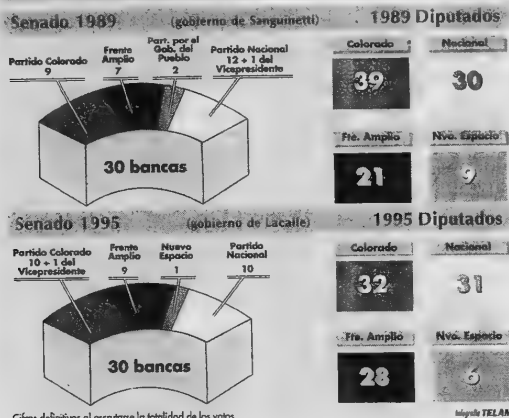 Senado 1989 (gobierno de Sanguinetti) 1989 Diputados
Partido Colorado
9
Frente
Amplio
7
Part. por el
Gob. del
Pueblo
2
Partido Nacional
12 + 1 del
Vicepresidente
30 bancas
Colorado
39
Nacional
30
Fte. Amplio
21
Nvo. Espacio
9
Senado 1995 (gobierno de Lacalle) 1995 Diputados
Partido Colorado
10 + 1 del
Vicepresidente
Frente
Amplio
9
Nuevo
Espacio
1
Partido
Nacional
10
30 bancas
Colorado
32
Nacional
31
Fte. Amplio
28
Nvo. Espacio
6
Cifras definitivas al escrutarse la totalidad de los votos
TELAM